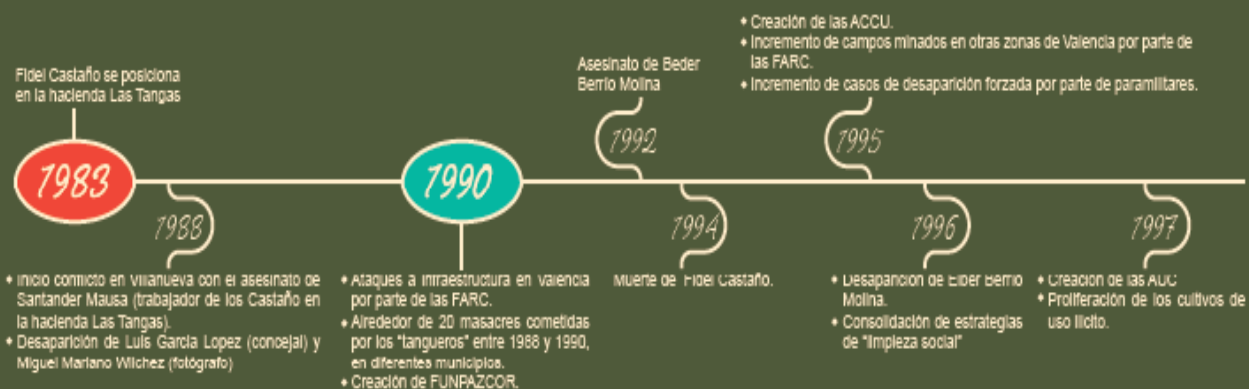 Fidel Castaño se posiciona
en la hacienda Las Tangas
1983
1988
◆ Inicio conflicto en Villanueva con el asesinato de
Santander Mausa (trabajador de los Castaño en
la hacienda Las Tangas).
◆ Desaparición de Luis García Lopez (concejal) y
Miguel Mariano Wilchez (fotógrafo)
1990
◆ Ataques a infraestructura en Valencia
por parte de las FARC.
◆ Alrededor de 20 masacres cometidas
por los "tangueros" entre 1988 y 1990,
en diferentes municipios.
◆ Creación de FUNPAZCOR.
Asesinato de Beder
Berrio Molina
1992
1994
Muerte de Fidel Castaño.
◆ Creación de las ACCU.
◆ Incremento de campos minados en otras zonas de Valencia por parte de
las FARC.
◆ Incremento de casos de desaparición forzada por parte de paramilitares.
1995
1996
◆ Desaparición de Elber Berrio
Molina.
◆ Consolidación de estrategias
de "limpieza social"
1997
◆ Creación de las AUC
◆ Proliferación de los cultivos de
uso ilícito.